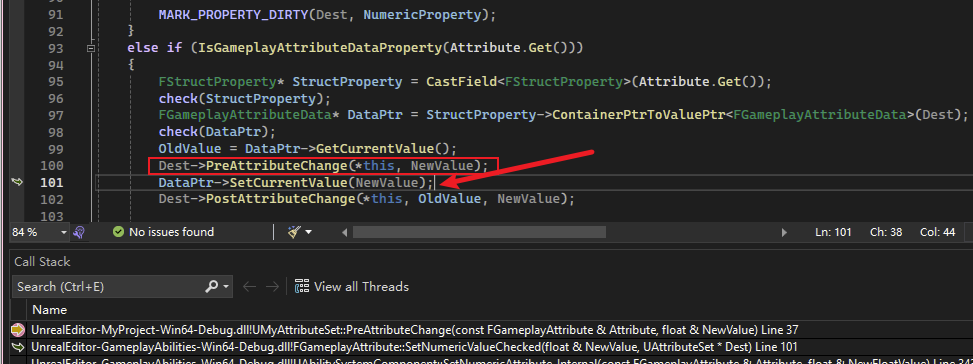 91 MARK_PROPERTY_DIRTY(Dest, NumericProperty);
92 }
93 else if (IsGameplayAttributeDataProperty(Attribute.Get()))
94 {
95 FStructProperty* StructProperty = CastField<FStructProperty>(Attribute.Get());
96 check(StructProperty);
97 FGameplayAttributeData* DataPtr = StructProperty->ContainerPtrToValuePtr<FGameplayAttributeData>(Dest);
98 check(DataPtr);
99 OldValue = DataPtr->GetCurrentValue();
100 Dest->PreAttributeChange(*this, NewValue);
101 DataPtr->SetCurrentValue(NewValue);
102 Dest->PostAttributeChange(*this, OldValue, NewValue);
103
84 % No issues found Ln: 101 Ch: 38 Col: 44
Call Stack
Search (Ctrl+E) View all Threads
Name
UnrealEditor-MyProject-Win64-Debug.dll!UMyAttributeSet::PreAttributeChange(const FGameplayAttribute & Attribute, float & NewValue) Line 37
UnrealEditor-GameplayAbilities-Win64-Debug.dll!FGameplayAttribute::SetNumericValueChecked(float & NewValue, UAttributeSet * Dest) Line 101